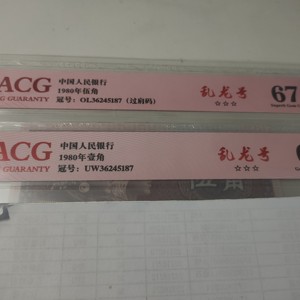 ACG
GUARANTY
中国人民银行
1980年伍角
冠号：OL36245187（过肩码）
乱龙号
☆☆☆
67
ACG
GUARANTY
中国人民银行
1980年壹角
冠号：UW36245187
乱龙号
☆☆☆
伍角